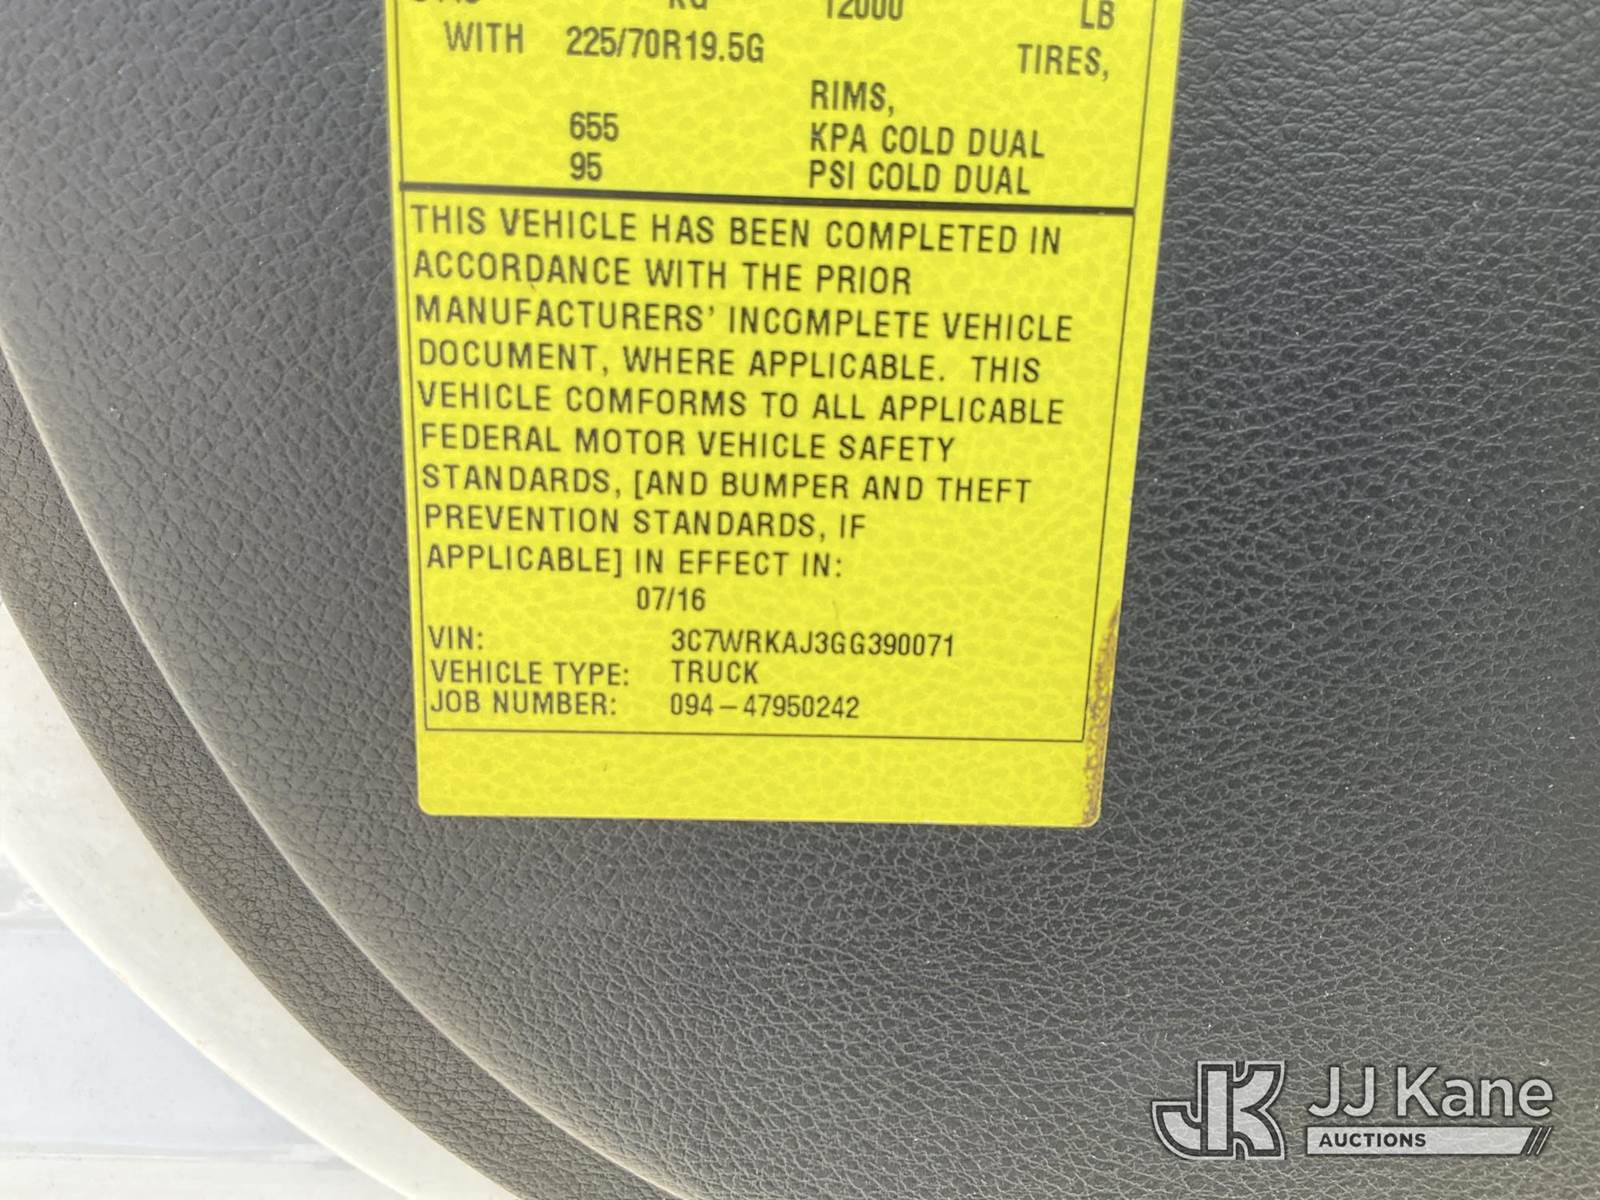 KG 12000 LB
WITH 225/70R19.5G TIRES,
RIMS,
655 KPA COLD DUAL
95 PSI COLD DUAL
THIS VEHICLE HAS BEEN COMPLETED IN
ACCORDANCE WITH THE PRIOR
MANUFACTURERS' INCOMPLETE VEHICLE
DOCUMENT, WHERE APPLICABLE. THIS
VEHICLE COMFORMS TO ALL APPLICABLE
FEDERAL MOTOR VEHICLE SAFETY
STANDARDS, [AND BUMPER AND THEFT
PREVENTION STANDARDS, IF
APPLICABLE] IN EFFECT IN:
07/16
VIN: 3C7WRKAJ3GG390071
VEHICLE TYPE: TRUCK
JOB NUMBER: 094-47950242
JK JJ Kane
AUCTIONS